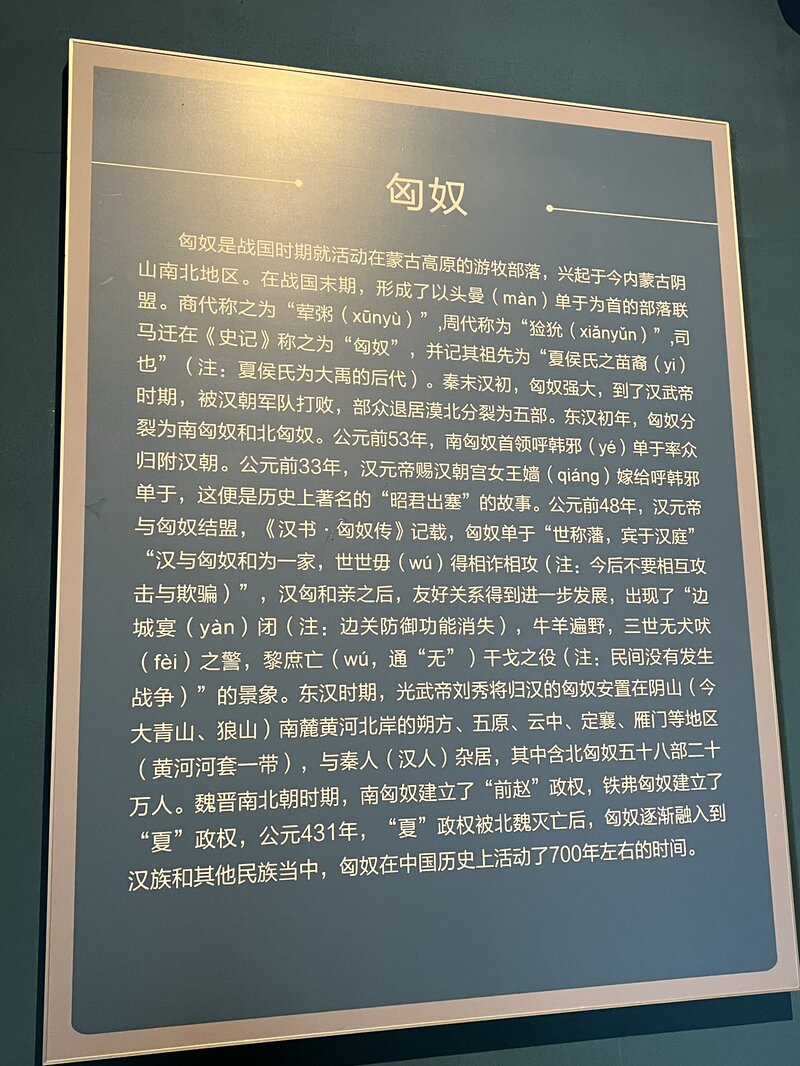 匈奴
匈奴是战国时期就活动在蒙古高原的游牧部落，兴起于今内蒙古阴
山南北地区。在战国末期，形成了以头曼（màn）单于为首的部落联
盟。商代称之为“荤粥（xūnyù）”,周代称为“猃狁（xiǎnyǔn）”,司
马迁在《史记》称之为“匈奴”，并记其祖先为“夏侯氏之苗裔（yi）
也”（注：夏侯氏为大禹的后代）。秦末汉初，匈奴强大，到了汉武帝
时期，被汉朝军队打败，部众退居漠北分裂为五部。东汉初年，匈奴分
裂为南匈奴和北匈奴。公元前53年，南匈奴首领呼韩邪（yé）单于率众
归附汉朝。公元前33年，汉元帝赐汉朝宫女王嫱（qiáng）嫁给呼韩邪
单于，这便是历史上著名的“昭君出塞”的故事。公元前48年，汉元帝
与匈奴结盟，《汉书·匈奴传》记载，匈奴单于“世称藩，宾于汉庭”
“汉与匈奴和为一家，世世毋（wú）得相诈相攻（注：今后不要相互攻
击与欺骗）”，汉匈和亲之后，友好关系得到进一步发展，出现了“边
城宴（yàn）闭（注：边关防御功能消失），牛羊遍野，三世无犬吠
（fèi）之警，黎庶亡（wú，通“无”）干戈之役（注：民间没有发生
战争）”的景象。东汉时期，光武帝刘秀将归汉的匈奴安置在阴山（今
大青山、狼山）南麓黄河北岸的朔方、五原、云中、定襄、雁门等地区
（黄河河套一带），与秦人（汉人）杂居，其中含北匈奴五十八部二十
万人。魏晋南北朝时期，南匈奴建立了“前赵”政权，铁弗匈奴建立了
“夏”政权，公元431年，“夏”政权被北魏灭亡后，匈奴逐渐融入到
汉族和其他民族当中，匈奴在中国历史上活动了700年左右的时间。